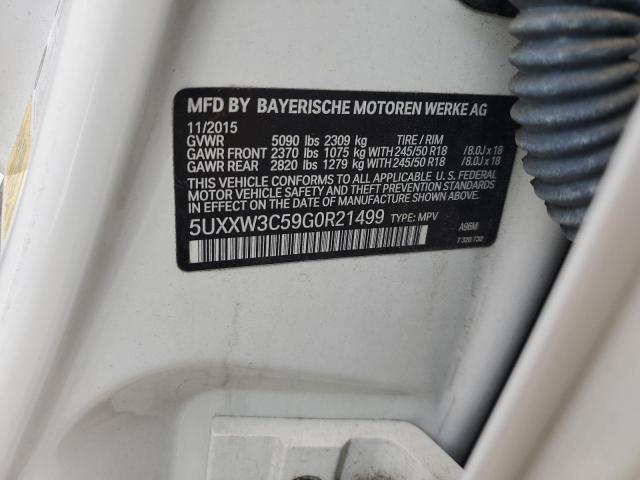 MFD BY BAYERISCHE MOTOREN WERKE AG
11/2015
GVWR 5090 lbs 2309 kg TIRE / RIM
GAWR FRONT 2370 lbs 1075 kg WITH 245/50 R18 /8.0J x 18
GAWR REAR 2820 lbs 1279 kg WITH 245/50 R18 /8.0J x 18
THIS VEHICLE CONFORMS TO ALL APPLICABLE U.S. FEDERAL
MOTOR VEHICLE SAFETY STANDARDS IN EFFECT ON THE DATE
OF MANUFACTURE SHOWN ABOVE.
5UXXW3C59G0R21499 TYPE: MPV
A96M
7 320 730